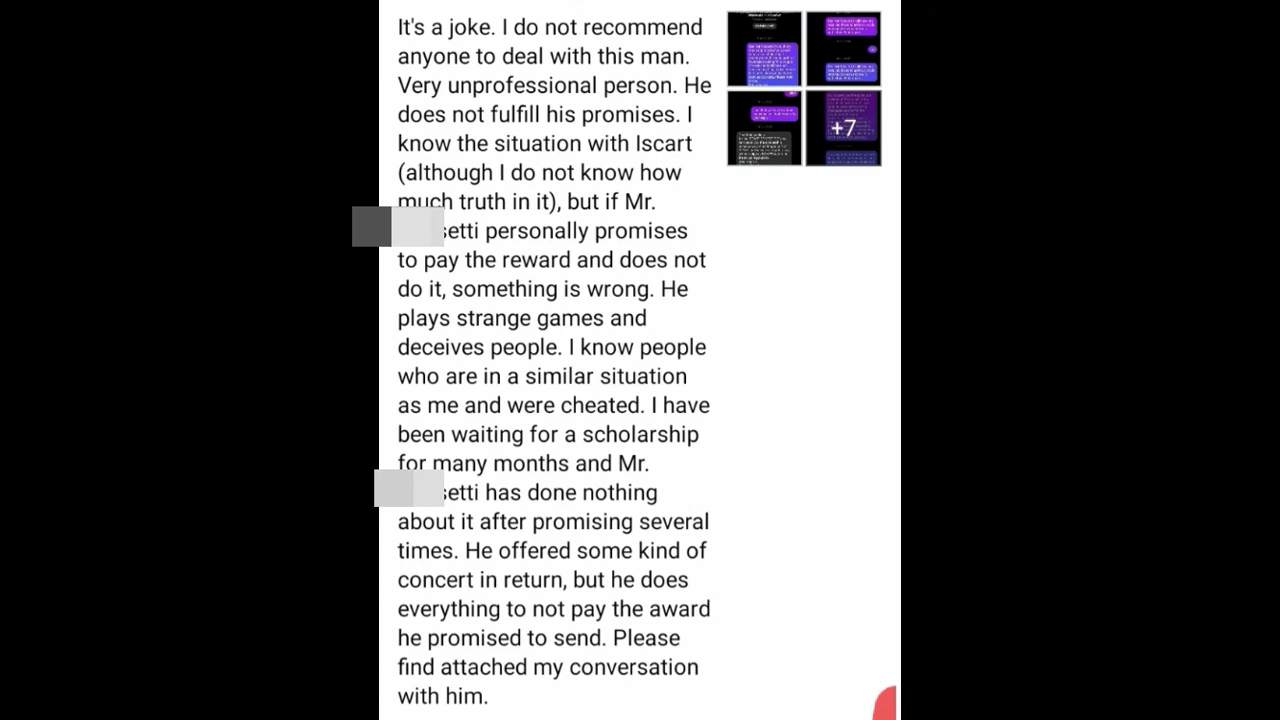 It's a joke. I do not recommend
anyone to deal with this man.
Very unprofessional person. He
does not fulfill his promises. I
know the situation with Iscart
(although I do not know how
much truth in it), but if Mr.
setti personally promises
to pay the reward and does not
do it, something is wrong. He
plays strange games and
deceives people. I know people
who are in a similar situation
as me and were cheated. I have
been waiting for a scholarship
for many months and Mr.
setti has done nothing
about it after promising several
times. He offered some kind of
concert in return, but he does
everything to not pay the award
he promised to send. Please
find attached my conversation
with him.
+7